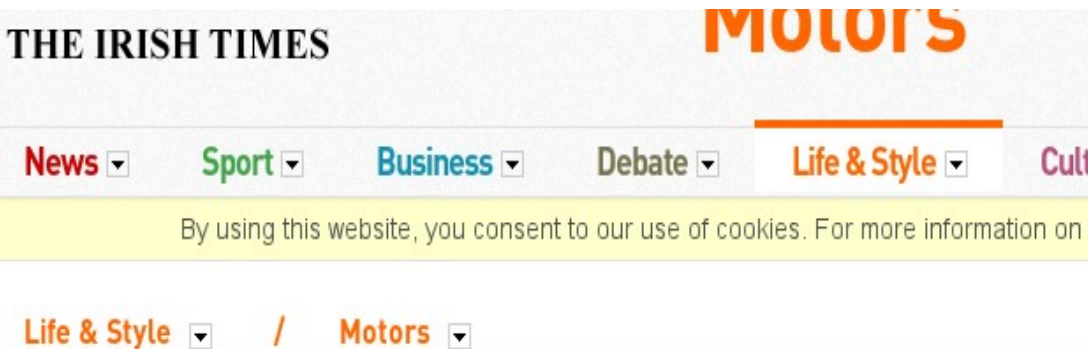 Motors
THE IRISH TIMES
News Sport Business Debate Life & Style
By using this website, you consent to our use of cookies. For more information on
Life & Style / Motors